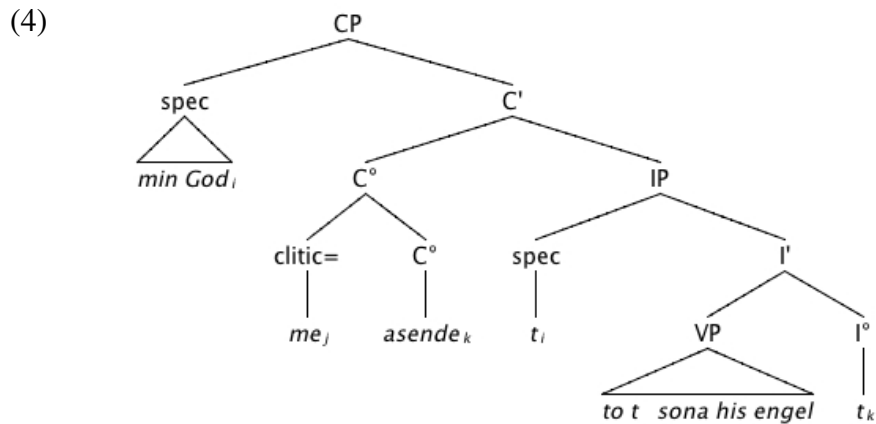 (4)
CP
spec C'
min God i C° IP
clitic= C° spec I'
me j asende k t i VP I°
to t sona his engel t k